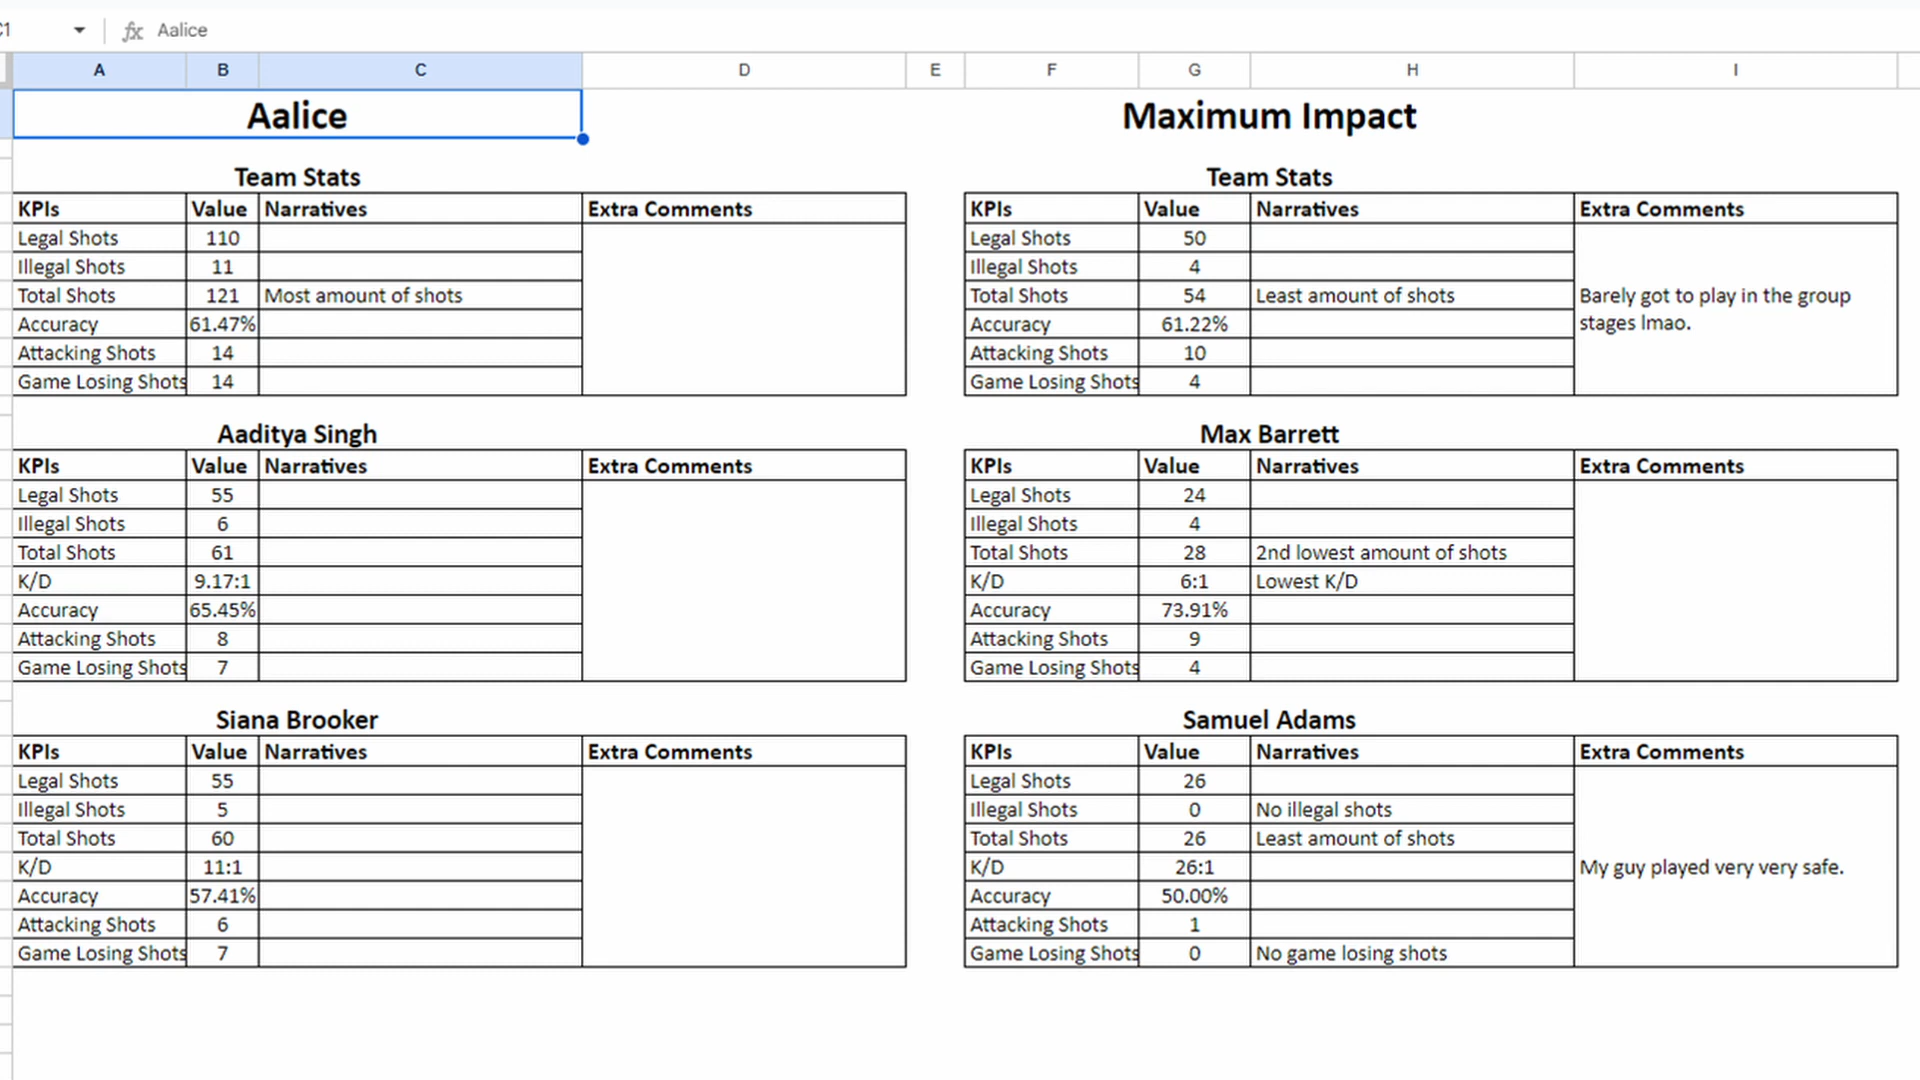 Aalice
A B C D E F G H I
Aalice
Maximum Impact
Team Stats
KPIs Value Narratives Extra Comments
Legal Shots 110
Illegal Shots 11
Total Shots 121 Most amount of shots
Accuracy 61.47%
Attacking Shots 14
Game Losing Shots 14
Team Stats
KPIs Value Narratives Extra Comments
Legal Shots 50
Illegal Shots 4
Total Shots 54 Least amount of shots
Accuracy 61.22%
Attacking Shots 10
Game Losing Shots 4
Barely got to play in the group
stages lmao.
Aaditya Singh
KPIs Value Narratives Extra Comments
Legal Shots 55
Illegal Shots 6
Total Shots 61
K/D 9.17:1
Accuracy 65.45%
Attacking Shots 8
Game Losing Shots 7
Max Barrett
KPIs Value Narratives Extra Comments
Legal Shots 24
Illegal Shots 4
Total Shots 28 2nd lowest amount of shots
K/D 6:1 Lowest K/D
Accuracy 73.91%
Attacking Shots 9
Game Losing Shots 4
Siana Brooker
KPIs Value Narratives Extra Comments
Legal Shots 55
Illegal Shots 5
Total Shots 60
K/D 11:1
Accuracy 57.41%
Attacking Shots 6
Game Losing Shots 7
Samuel Adams
KPIs Value Narratives Extra Comments
Legal Shots 26
Illegal Shots 0 No illegal shots
Total Shots 26 Least amount of shots
K/D 26:1 My guy played very very safe.
Accuracy 50.00%
Attacking Shots 1
Game Losing Shots 0 No game losing shots